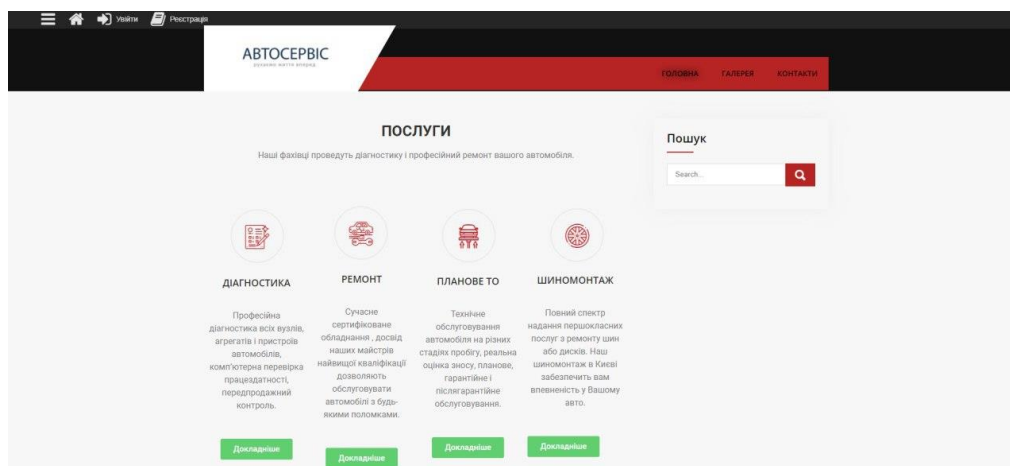 Увійти Реєстрація
АВТОСЕРВІС
рухаємо життя вперед
ГОЛОВНА ГАЛЕРЕЯ КОНТАКТИ
ПОСЛУГИ
Наші фахівці проведуть діагностику і професійний ремонт вашого автомобіля.
ДІАГНОСТИКА
Професійна
діагностика всіх вузлів,
агрегатів і пристроїв
автомобілів,
комп'ютерна перевірка
працездатності,
передпродажний
контроль.
Докладніше
РЕМОНТ
Сучасне
сертифіковане
обладнання , досвід
наших майстрів
найвищої кваліфікації
дозволяють
обслуговувати
автомобілі з будь-
якими поломками.
Докладніше
ПЛАНОВЕ ТО
Технічне
обслуговування
автомобіля на різних
стадіях пробігу, реальна
оцінка зносу, планове,
гарантійне і
післягарантійне
обслуговування.
Докладніше
ШИНОМОНТАЖ
Повний спектр
надання першокласних
послуг з ремонту шин
або дисків. Наш
шиномонтаж в Києві
забезпечить вам
впевненість у Вашому
авто.
Докладніше
Пошук
Search...